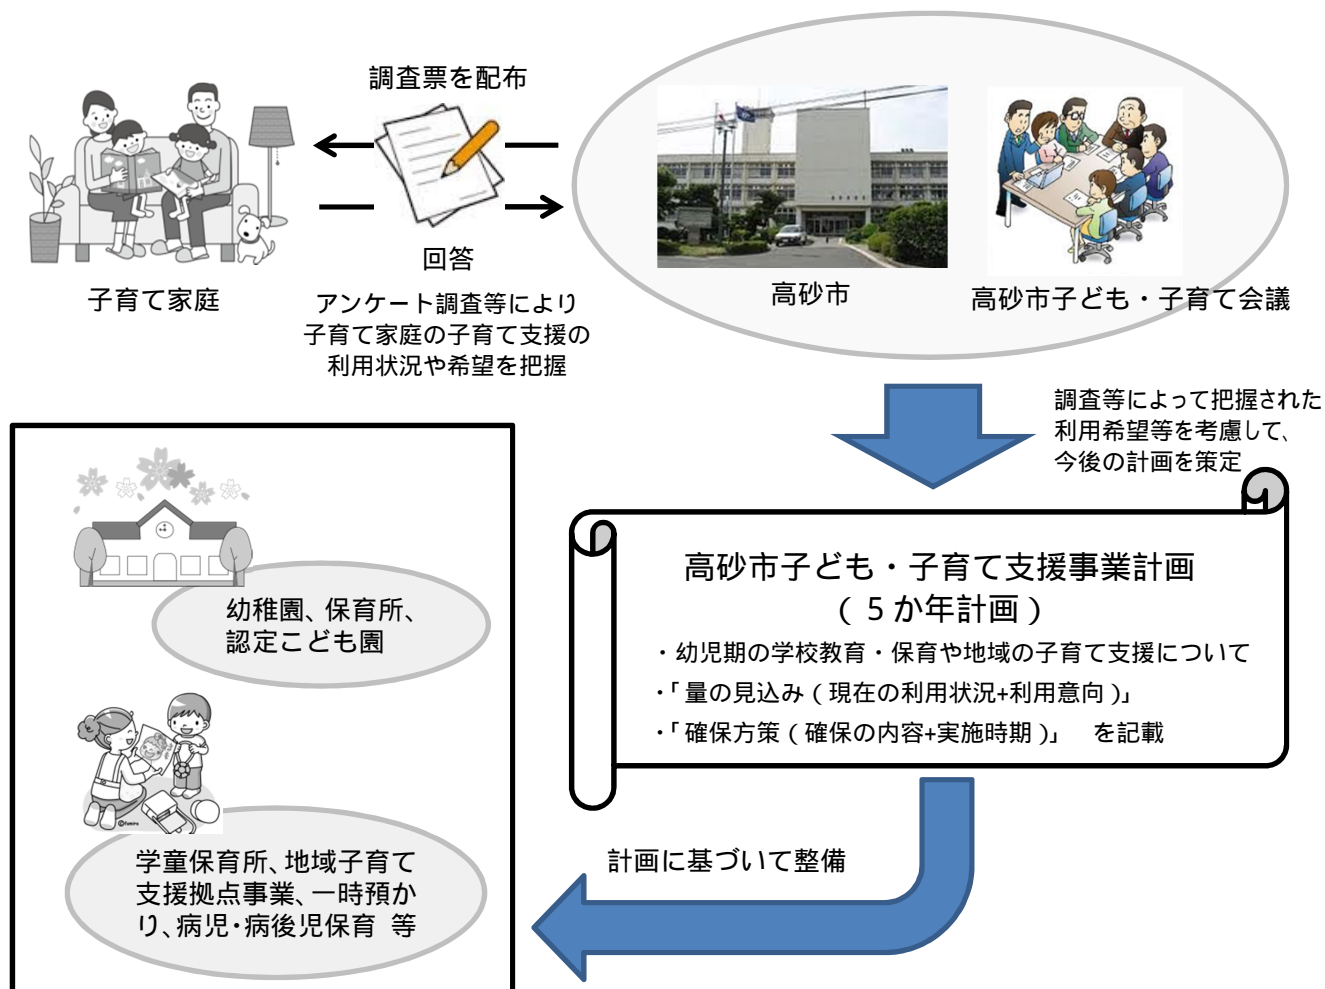 調査票を配布
回答
子育て家庭
アンケート調査等により
子育て家庭の子育て支援の
利用状況や希望を把握
高砂市
高砂市子ども・子育て会議
調査等によって把握された
利用希望等を考慮して、
今後の計画を策定
高砂市子ども・子育て支援事業計画
(5か年計画)
・幼児期の学校教育・保育や地域の子育て支援について
・「量の見込み(現在の利用状況+利用意向)」
・「確保方策(確保の内容+実施時期)」 を記載
計画に基づいて整備
幼稚園、保育所、
認定こども園
学童保育所、地域子育て
支援拠点事業、一時預か
り、病児・病後児保育 等